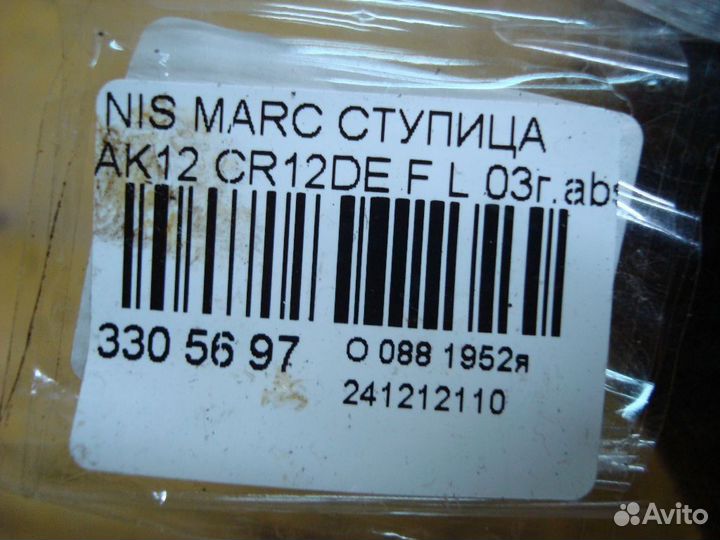 NIS MARC СТУПИЦА
AK12 CR12DE F L 03г.abs
330 56 97
О 088 1952я
241212110
Avito